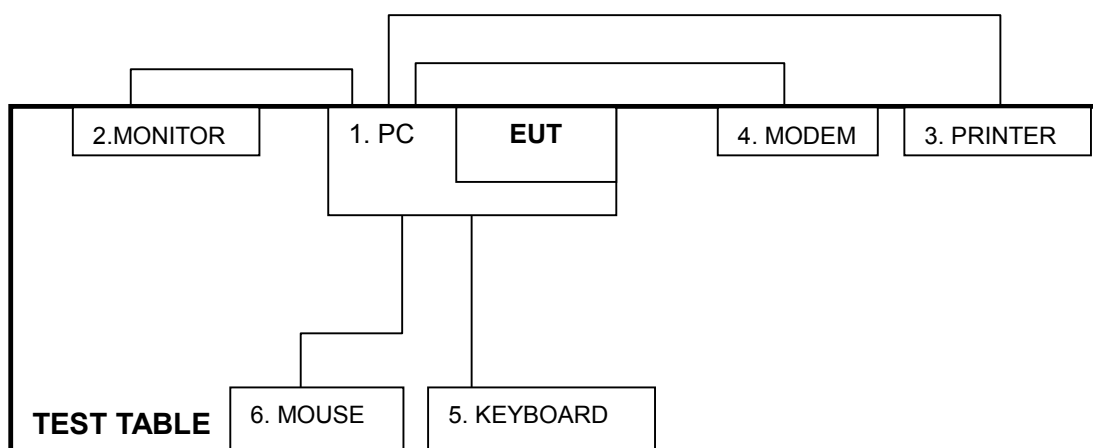 2.MONITOR
1. PC
EUT
4. MODEM
3. PRINTER
TEST TABLE
6. MOUSE
5. KEYBOARD